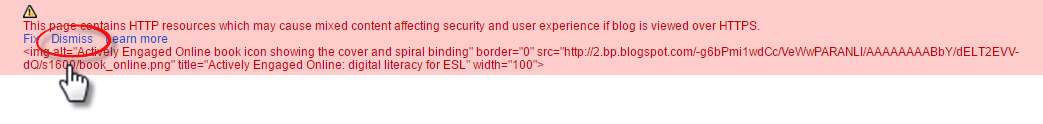 This page contains HTTP resources which may cause mixed content affecting security and user experience if blog is viewed over HTTPS.
Fix Dismiss Learn more
<img alt="Actively Engaged Online book icon showing the cover and spiral binding" border="0" src="http://2.bp.blogspot.com/-g6bPmi1wdCc/VeWwPARANLI/AAAAAAAABbY/dELT2EVV-
dQ/s1600/book_online.png" title="Actively Engaged Online: digital literacy for ESL" width="100">